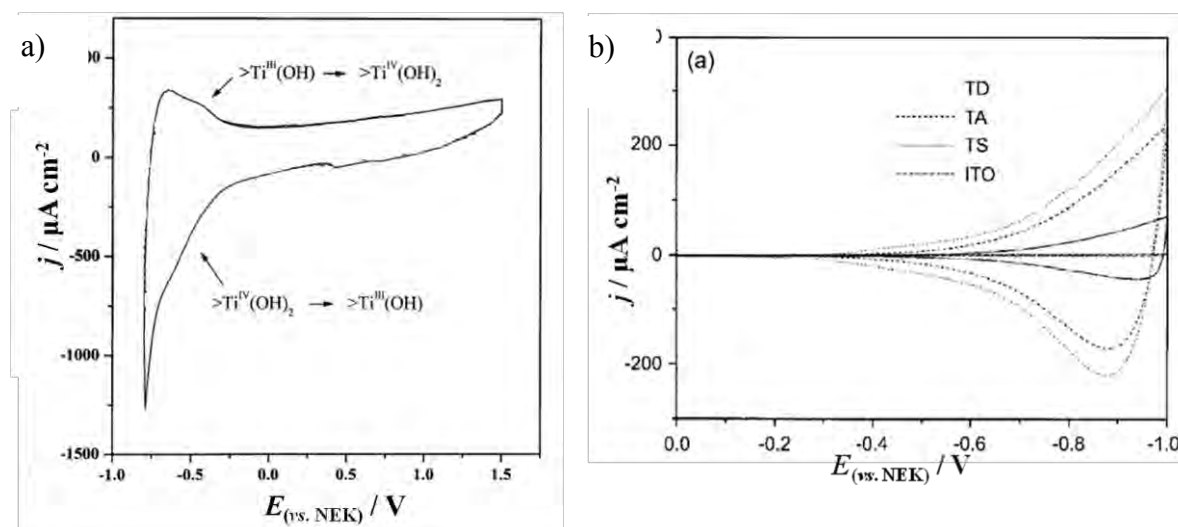 a)
>Ti^III(OH) → >Ti^IV(OH)₂
0
-500
-1000
-1500
j / µA cm⁻²
>Ti^IV(OH)₂ → >Ti^III(OH)
-1.0 -0.5 0.0 0.5 1.0 1.5
E(vs. NEK) / V
b)
(a)
TD
TA
TS
ITO
200
0
-200
j / µA cm⁻²
0.0 -0.2 -0.4 -0.6 -0.8 -1.0
E(vs. NEK) / V